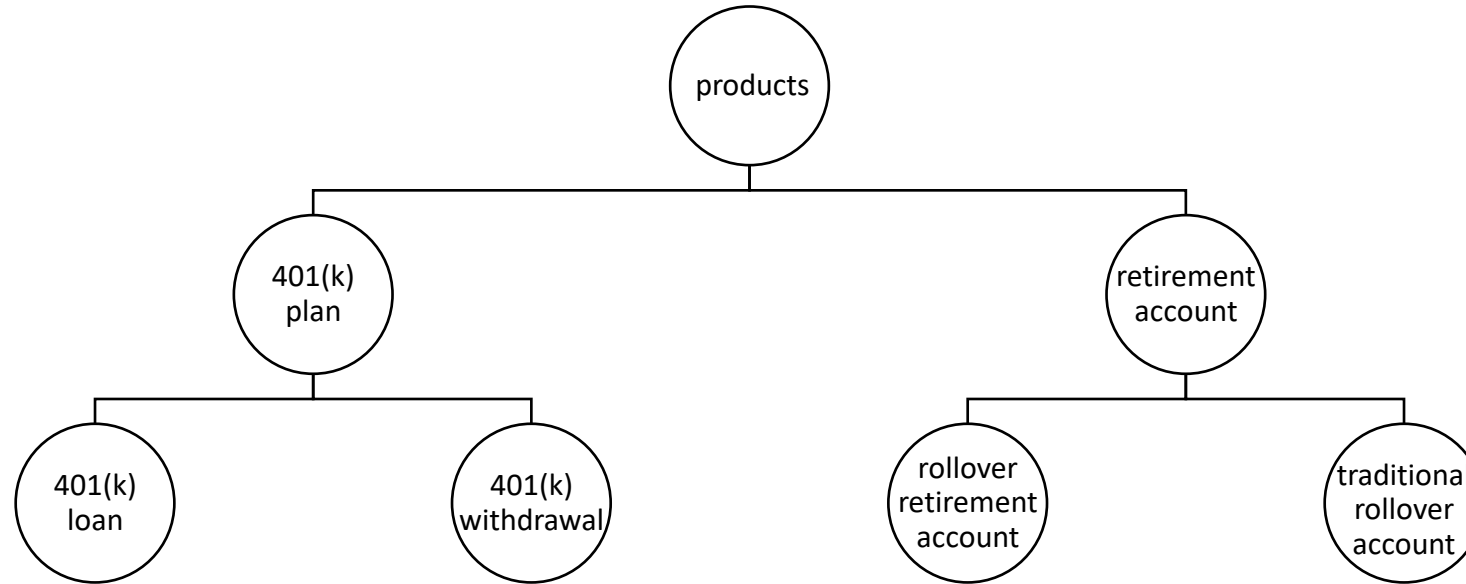 products
401(k)
plan
retirement
account
401(k)
loan
401(k)
withdrawal
rollover
retirement
account
traditiona
rollover
account